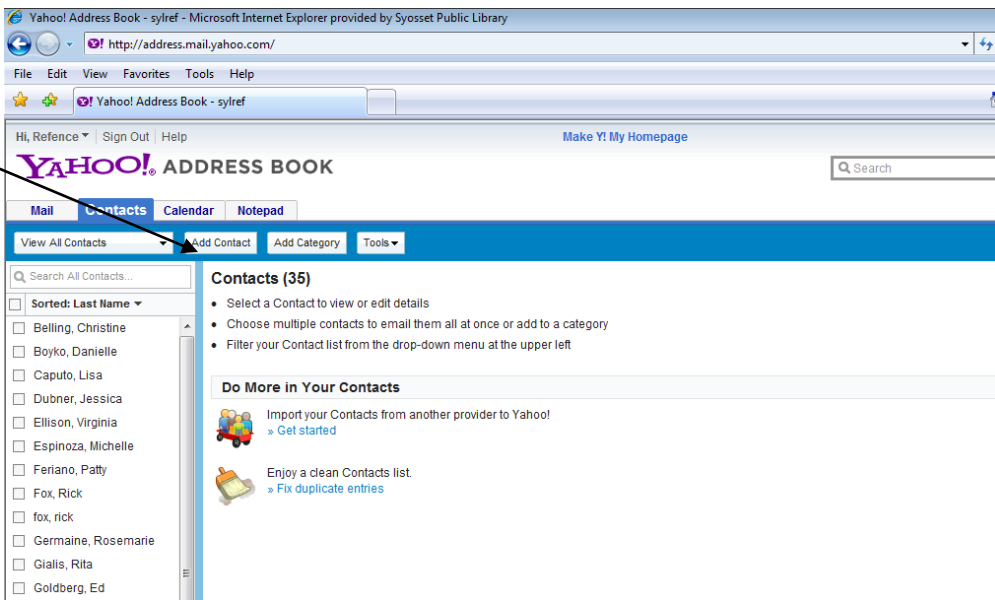 Yahoo! Address Book - sylref - Microsoft Internet Explorer provided by Syosset Public Library
http://address.mail.yahoo.com/
File Edit View Favorites Tools Help
Yahoo! Address Book - sylref
Hi, Refence Sign Out Help Make Y! My Homepage
YAHOO! ADDRESS BOOK Search
Mail Contacts Calendar Notepad
View All Contacts Add Contact Add Category Tools
Search All Contacts...
Contacts (35)
Sorted: Last Name
• Select a Contact to view or edit details
• Choose multiple contacts to email them all at once or add to a category
• Filter your Contact list from the drop-down menu at the upper left
Belling, Christine
Boyko, Danielle
Caputo, Lisa
Dubner, Jessica
Ellison, Virginia
Espinoza, Michelle
Feriano, Patty
Fox, Rick
fox, rick
Germaine, Rosemarie
Gialis, Rita
Goldberg, Ed
Do More in Your Contacts
Import your Contacts from another provider to Yahoo!
» Get started
Enjoy a clean Contacts list.
» Fix duplicate entries